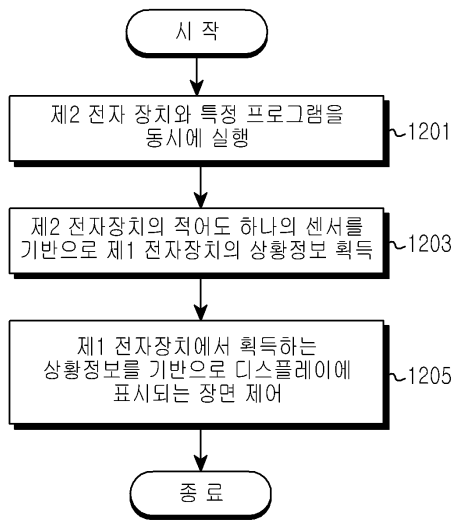 시 작
제2 전자 장치와 특정 프로그램을
동시에 실행
1201
제2 전자장치의 적어도 하나의 센서를
기반으로 제1 전자장치의 상황정보 획득
1203
제1 전자장치에서 획득하는
상황정보를 기반으로 디스플레이에
표시되는 장면 제어
1205
종 료